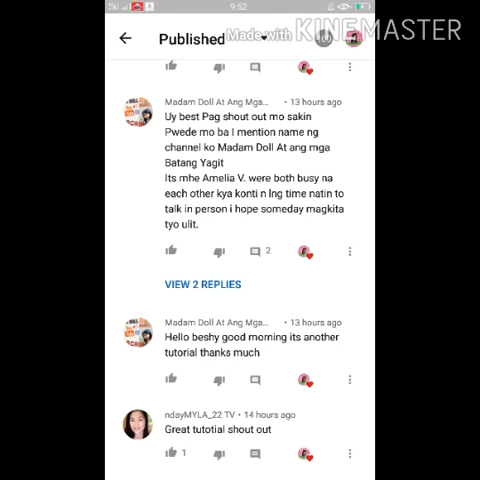 9:52
Published
Made with KINEMASTER
Madam Doll At Ang Mga... • 13 hours ago
Uy best Pag shout out mo sakin
Pwede mo ba I mention name ng
channel ko Madam Doll At ang mga
Batang Yagit
Its mhe Amelia V. were both busy na
each other kya konti n lng time natin to
talk in person i hope someday magkita
tyo ulit.
2
VIEW 2 REPLIES
Madam Doll At Ang Mga... • 13 hours ago
Hello beshy good morning its another
tutorial thanks much
ndayMYLA_22 TV • 14 hours ago
Great tutotial shout out
1